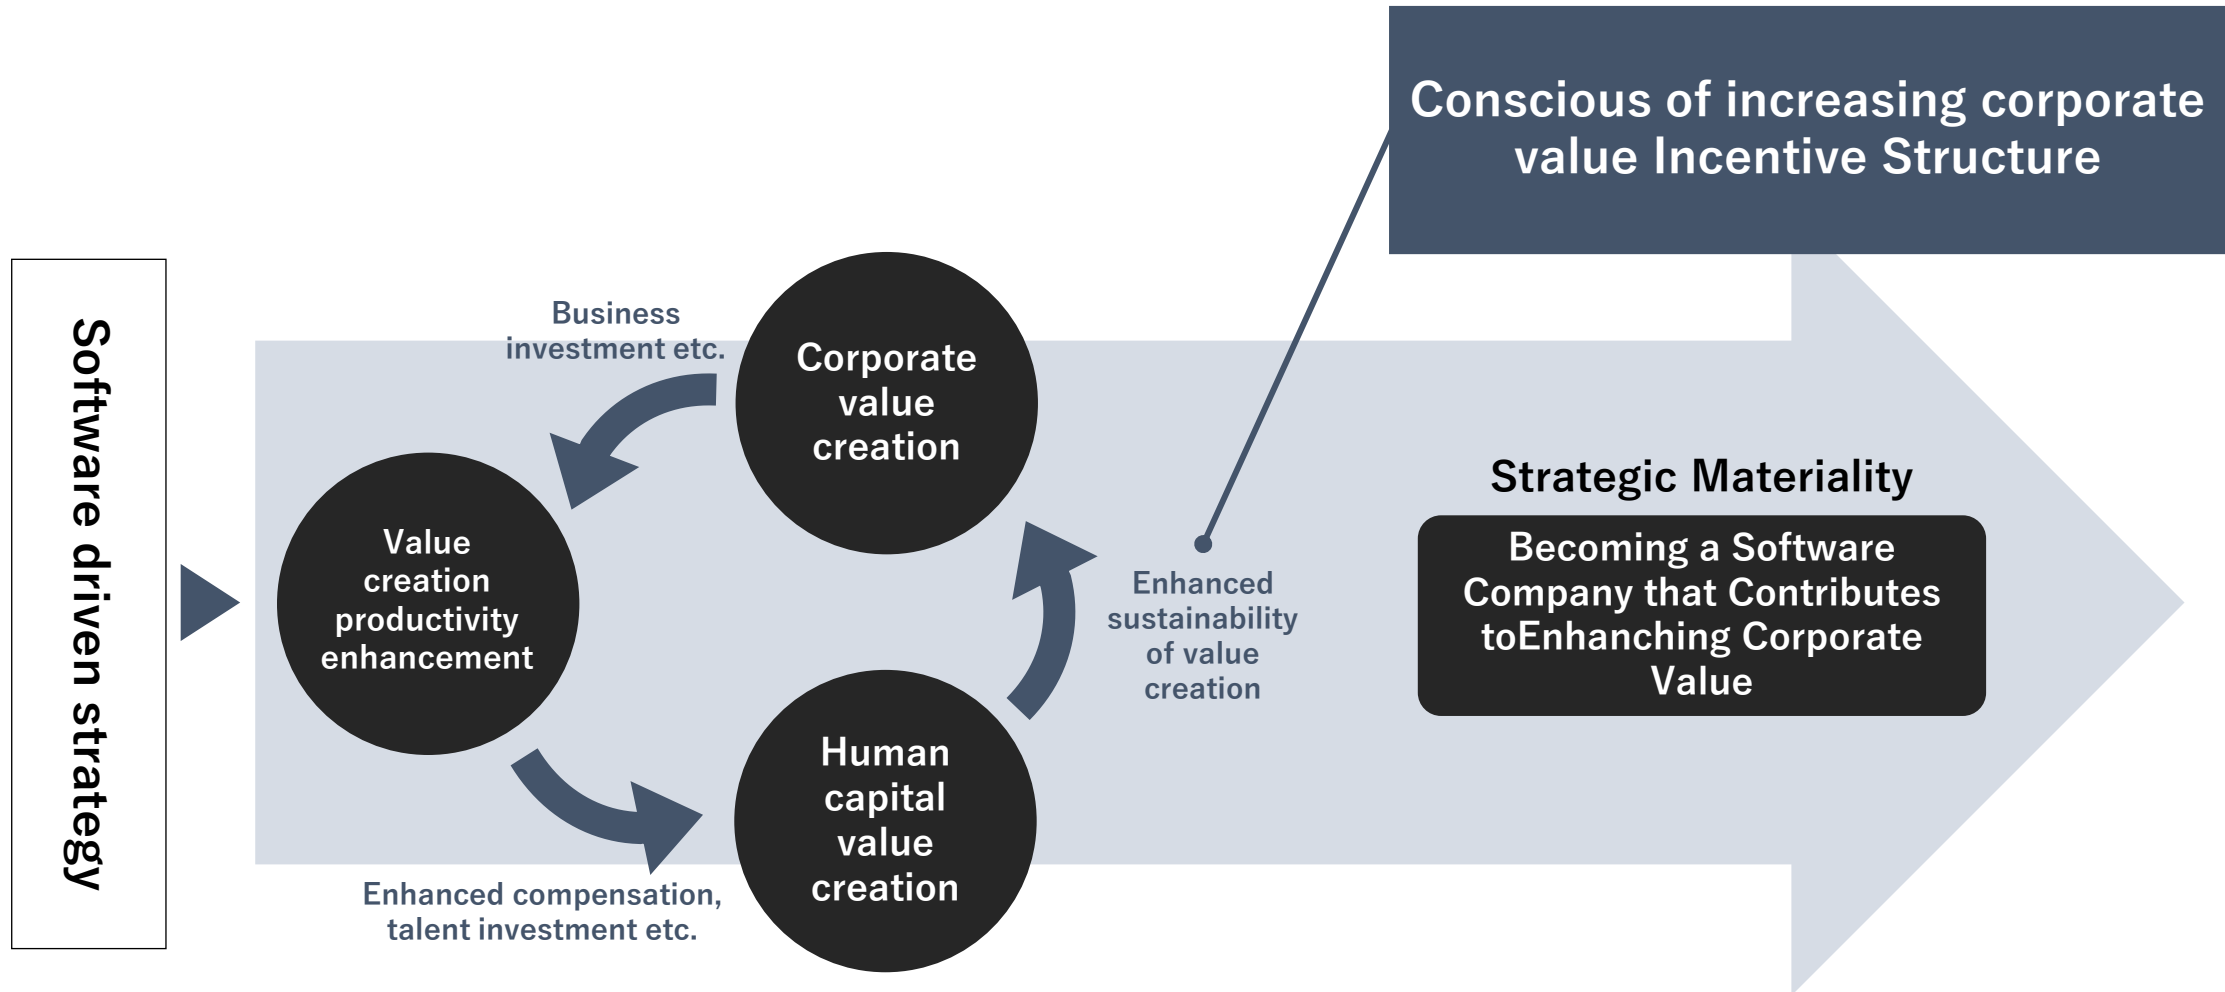 Conscious of increasing corporate
value Incentive Structure
Software driven strategy
Business
investment etc.
Corporate
value
creation
Value
creation
productivity
enhancement
Enhanced
sustainability
of value
creation
Human
capital
value
creation
Enhanced compensation,
talent investment etc.
Strategic Materiality
Becoming a Software
Company that Contributes
toEnhanching Corporate
Value